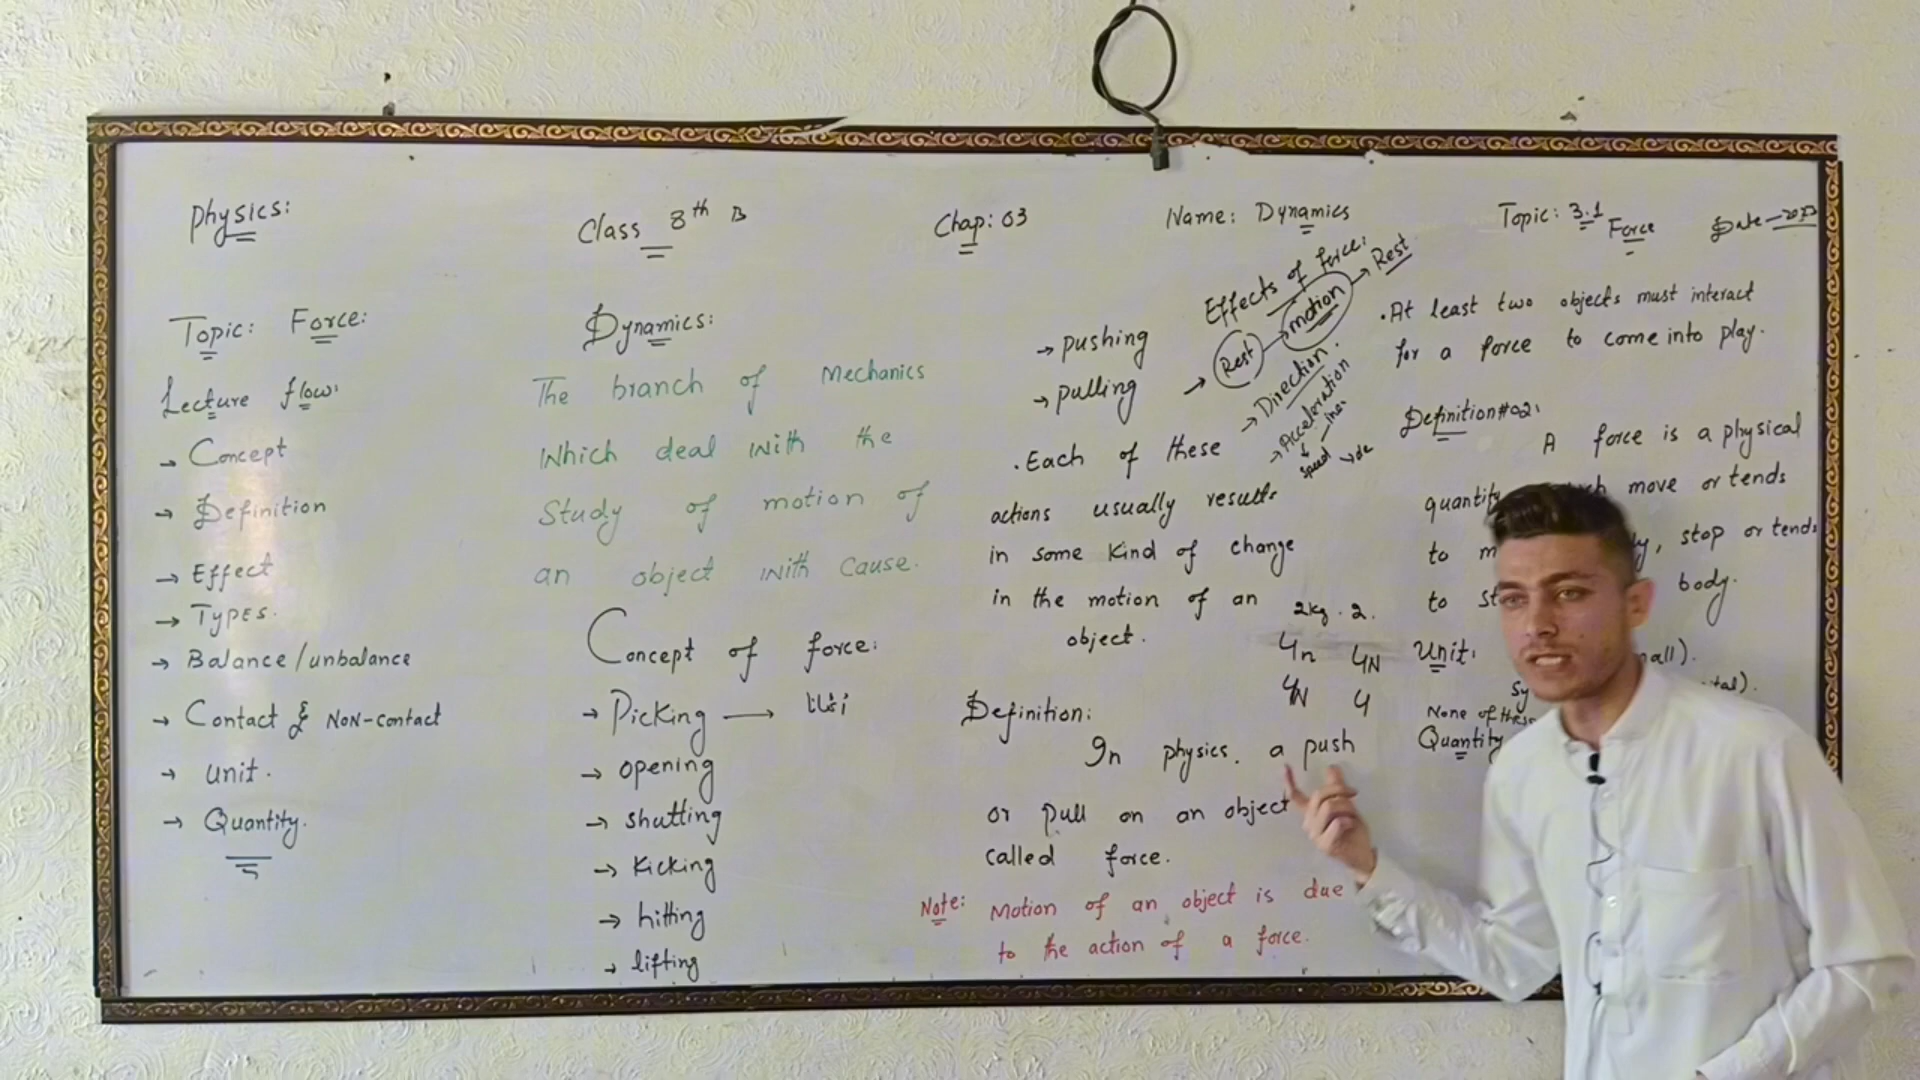 Physics:
Class 8th B
Chap: 03
Name: Dynamics
Topic: 3.1 Force
Date
Topic: Force:
Lecture flow:
→ Concept
→ Definition
→ Effect
→ Types.
→ Balance/unbalance
→ Contact & Non-contact
→ unit.
→ Quantity.
Dynamics:
The branch of Mechanics
Which deal with the
Study of motion of
an object with cause.
Concept of force:
→ Picking →
→ opening
→ shutting
→ kicking
→ hitting
→ lifting
→ pushing
→ pulling
. Each of these
actions usually results
in some kind of change
in the motion of an
object.
Definition:
In physics. a push
or pull on an object
called force.
Note: Motion of an object is due
to the action of a force.
Effects of force:
→ Rest → motion → Rest
→ Direction.
→ Acceleration
speed
2kg . 2.
4n 4N
4N 4
. At least two objects must interact
for a force to come into play.
Definition#02:
A force is a physical
quantity move or tends
to stop or tends
to body.
Unit:
None of these
Quantity